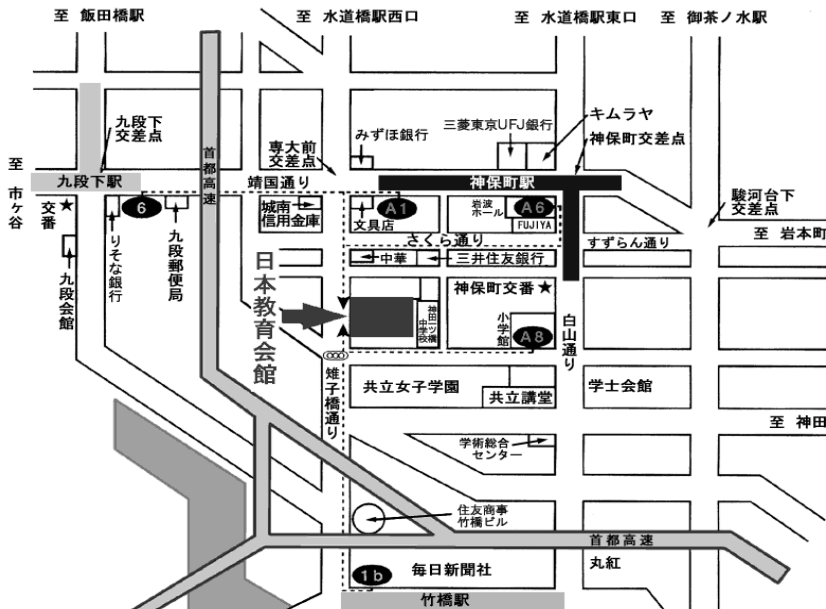 至 飯田橋駅
至 水道橋駅西口
至 水道橋駅東口
至 御茶ノ水駅
九段下
交差点
専大前
交差点
みずほ銀行
三菱東京UFJ銀行
キムラヤ
神保町交差点
至 市ヶ谷
九段下駅
首都高速
靖国通り
神保町駅
駿河台下
交差点
交番★
6
城南
信用金庫
文具店
A1
岩波
ホール
A6
FUJIYA
さくら通り
すずらん通り
至 岩本町
りそな銀行
九段郵便局
九段会館
中華
三井住友銀行
日本教育会館
神田一ツ橋
中学校
神保町交番★
小学館
A8
白山通り
雉子橋通り
共立女子学園
共立講堂
学士会館
至 神田
学術総合
センター
住友商事
竹橋ビル
首都高速
1b
毎日新聞社
丸紅
竹橋駅